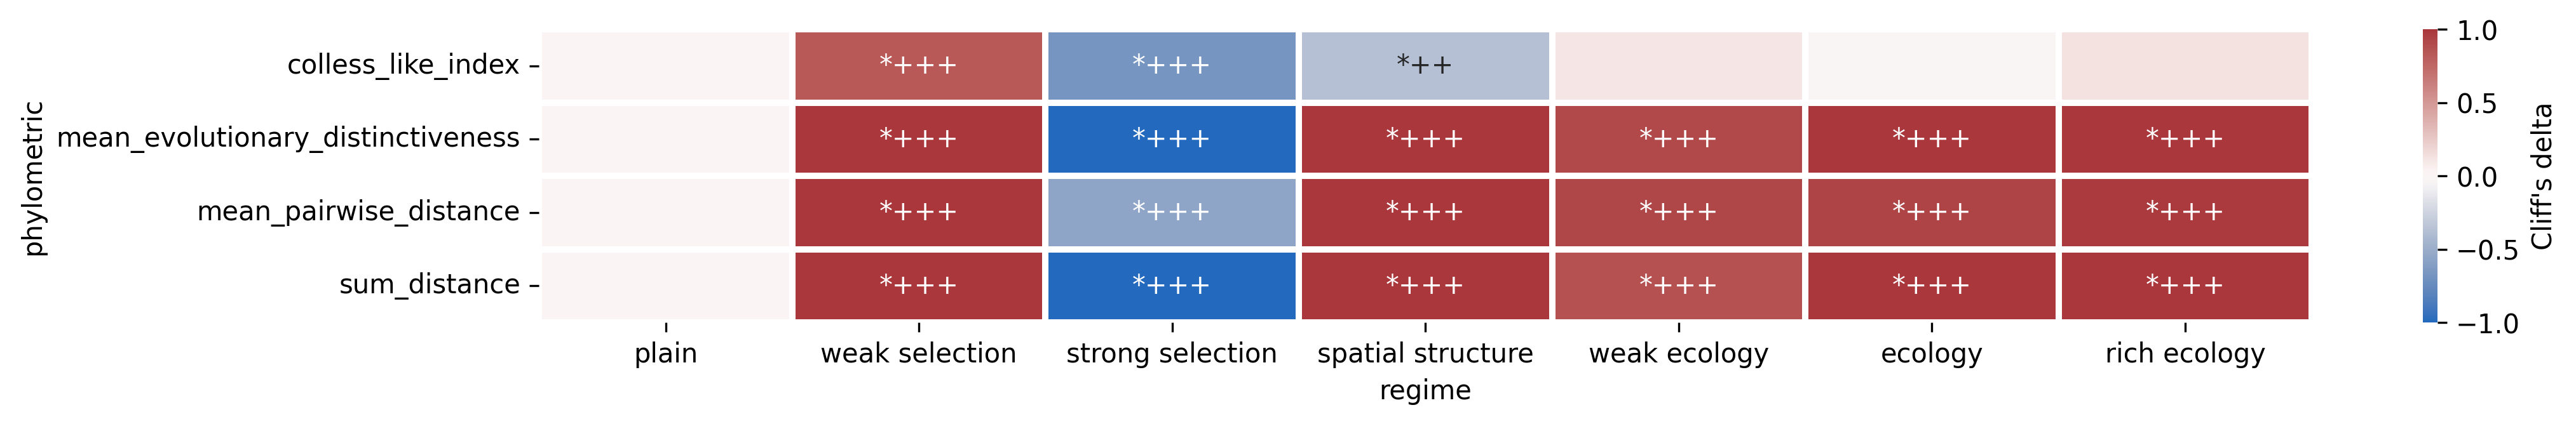 phylometric
colless_like_index *+++ *+++ *++
mean_evolutionary_distinctiveness *+++ *+++ *+++ *+++ *+++ *+++
mean_pairwise_distance *+++ *+++ *+++ *+++ *+++ *+++
sum_distance *+++ *+++ *+++ *+++ *+++ *+++
plain weak selection strong selection spatial structure weak ecology ecology rich ecology
regime
1.0
0.5
0.0
−0.5
−1.0
Cliff's delta